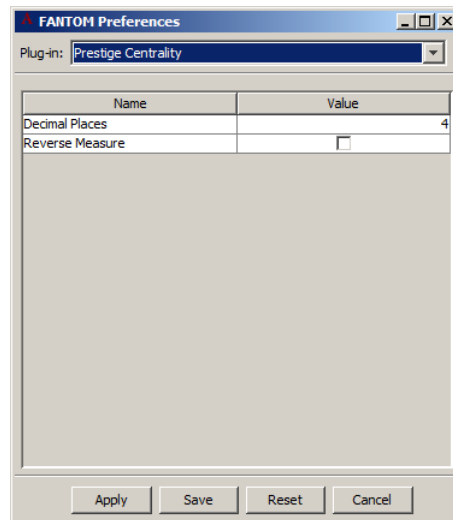 FANTOM Preferences
Plug-in: Prestige Centrality
Name Value
Decimal Places 4
Reverse Measure
Apply Save Reset Cancel